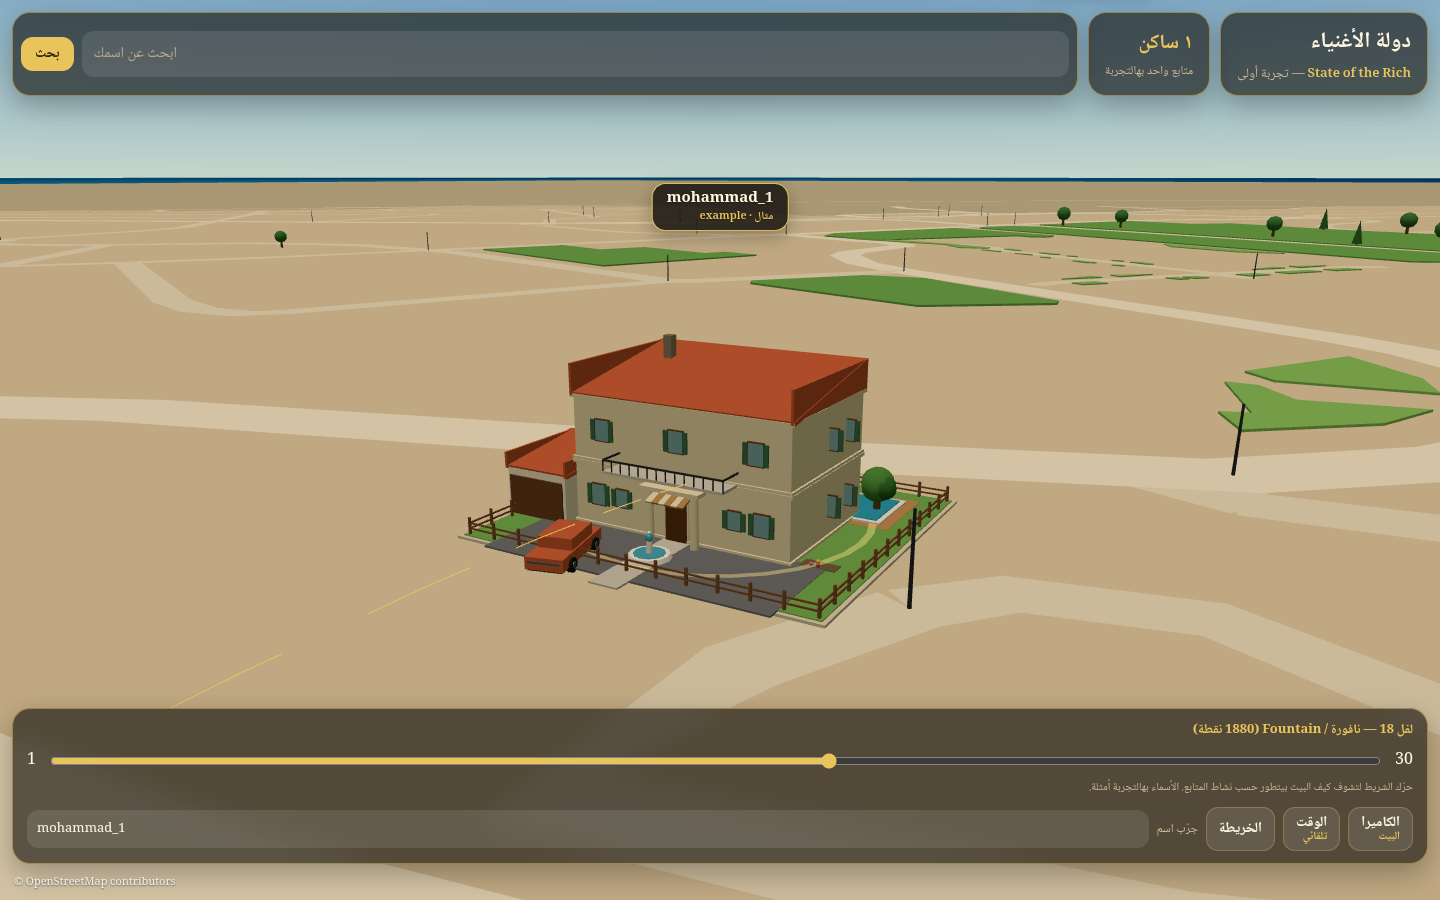 دولة الأغنياء
State of the Rich — تجربة أولى
١ ساكن
متابع واحد بهالتجربة
ابحث عن اسمك
بحث
mohammad_1
مثال · example
لفل 18 — نافورة / Fountain (1880 نقطة)
1
30
حرّك الشريط لتشوف كيف البيت بيتطور حسب نشاط المتابع. الأسماء بهالتجربة أمثلة.
الكاميرا
البيت
الوقت
تلقائي
الخريطة
جرّب اسم
mohammad_1
© OpenStreetMap contributors